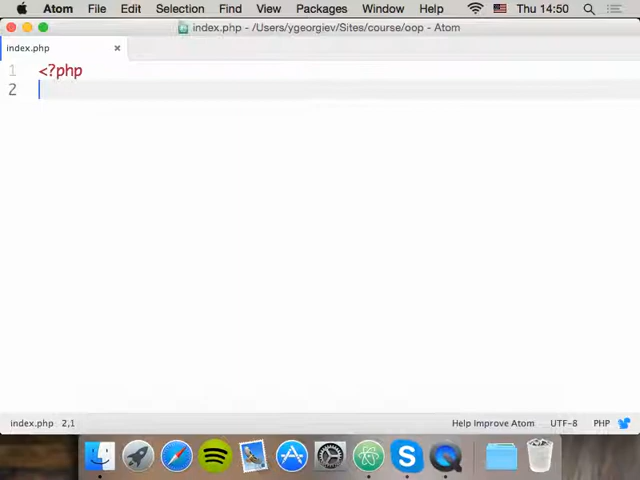 Atom File Edit Selection Find View Packages Window Help Thu 14:50
index.php - /Users/ygeorgiev/Sites/course/oop - Atom
index.php
1 <?php
2
index.php 2,1 Help Improve Atom UTF-8 PHP